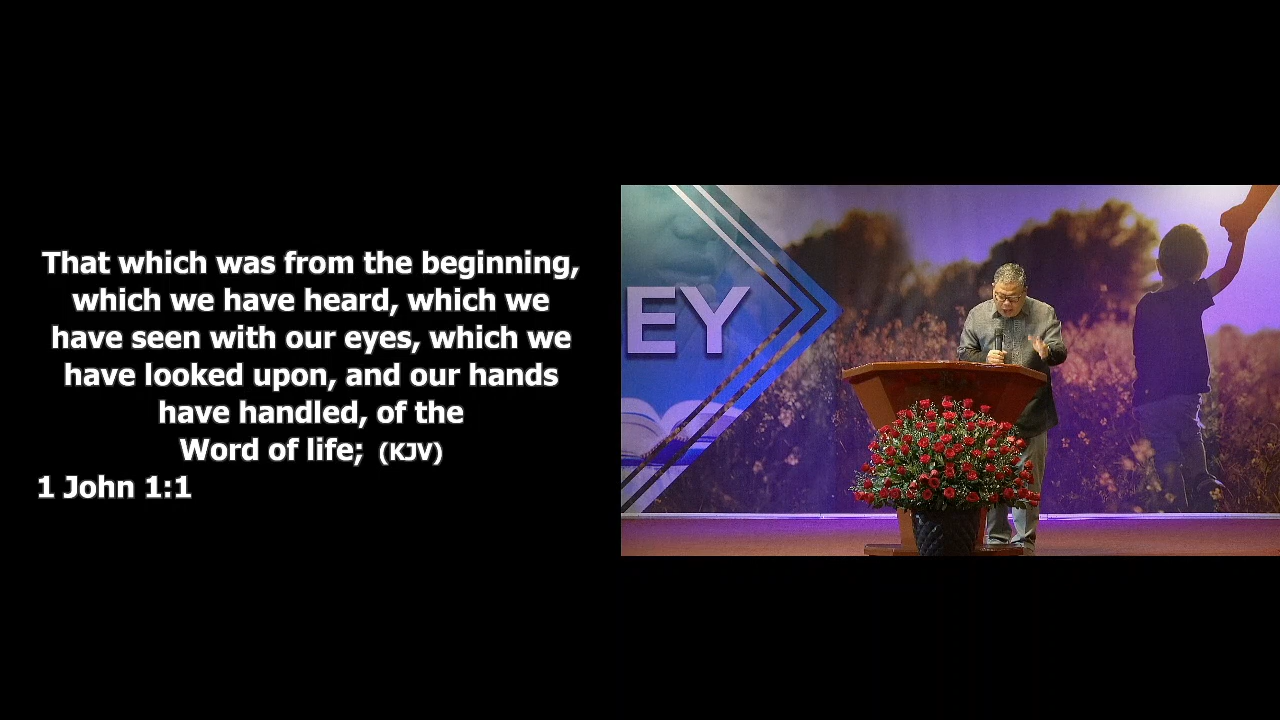 That which was from the beginning,
which we have heard, which we
have seen with our eyes, which we
have looked upon, and our hands
have handled, of the
Word of life; (KJV)
1 John 1:1
EY